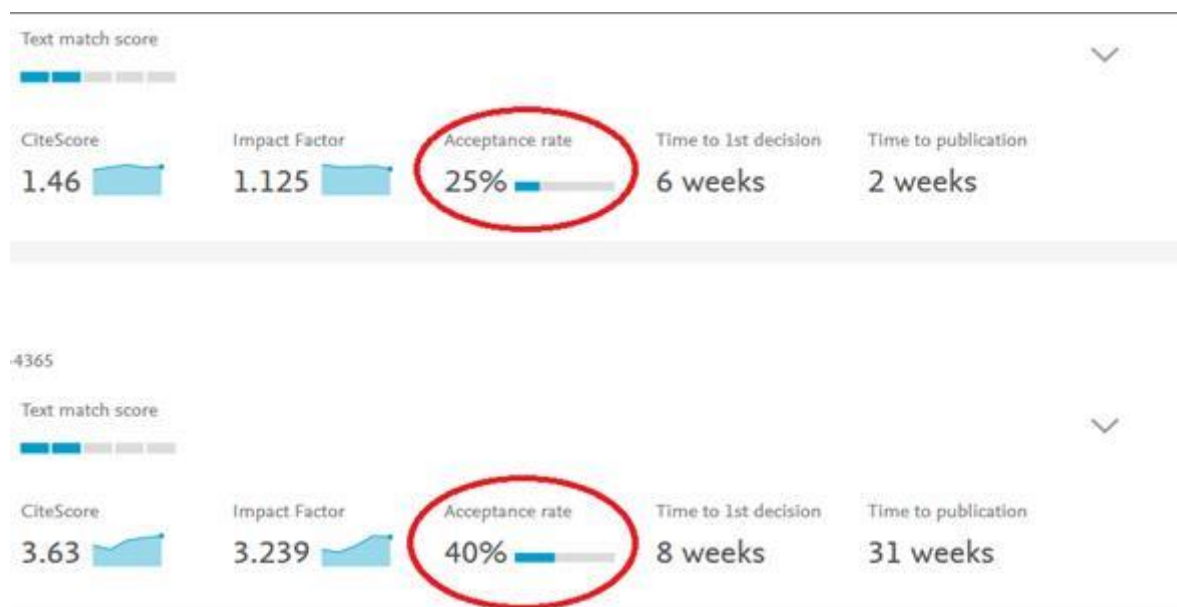 Text match score
CiteScore Impact Factor Acceptance rate Time to 1st decision Time to publication
1.46 1.125 25% 6 weeks 2 weeks
-4365
Text match score
CiteScore Impact Factor Acceptance rate Time to 1st decision Time to publication
3.63 3.239 40% 8 weeks 31 weeks